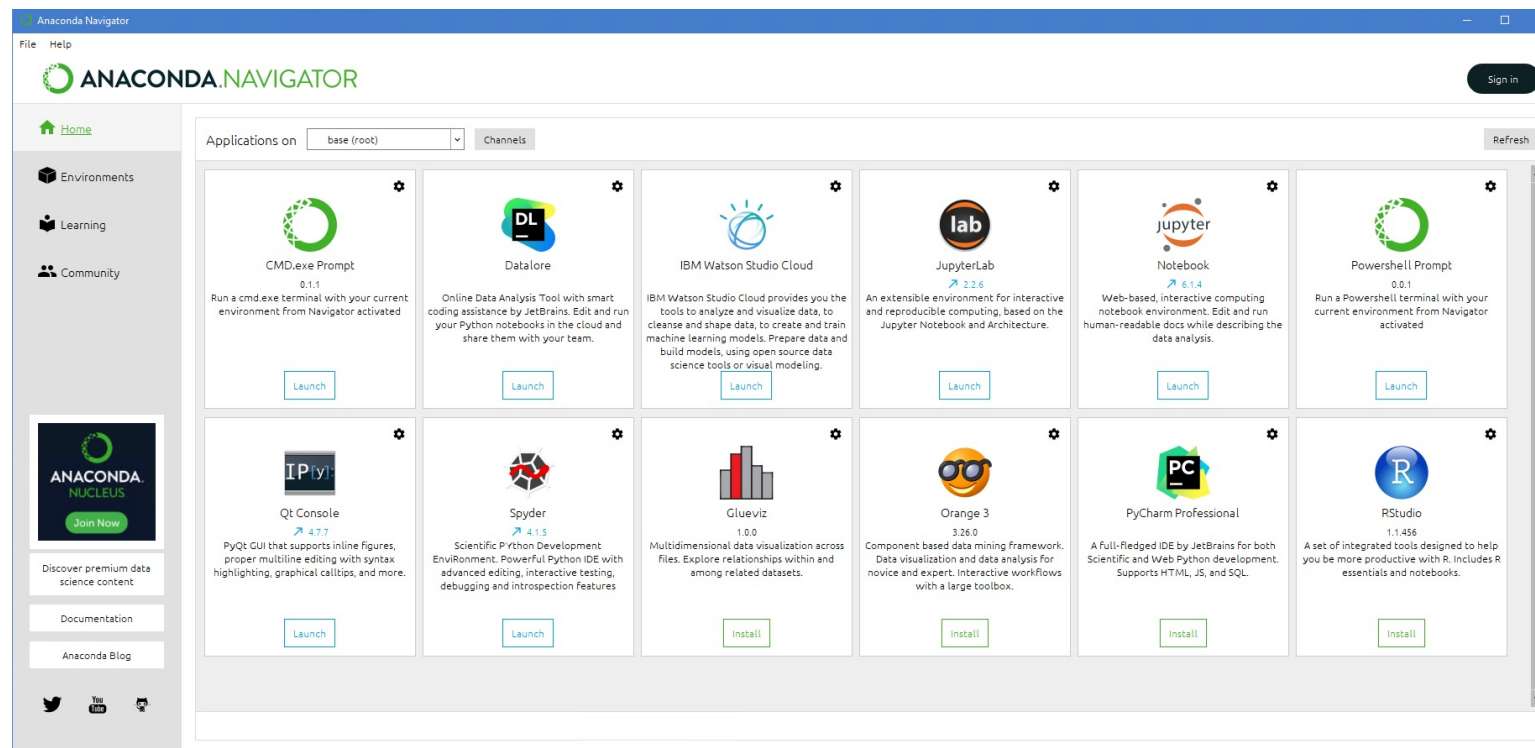 Anaconda Navigator
File Help
ANACONDA.NAVIGATOR
Sign in
Home
Environments
Learning
Community
ANACONDA.
NUCLEUS
Join Now
Discover premium data
science content
Documentation
Anaconda Blog
You
Tube
Applications on base (root) Channels
Refresh
CMD.exe Prompt
0.1.1
Run a cmd.exe terminal with your current
environment from Navigator activated
Launch
DL
Datalore
Online Data Analysis Tool with smart
coding assistance by JetBrains. Edit and run
your Python notebooks in the cloud and
share them with your team.
Launch
IBM Watson Studio Cloud
IBM Watson Studio Cloud provides you the
tools to analyze and visualize data, to
cleanse and shape data, to create and train
machine learning models. Prepare data and
build models, using open source data
science tools or visual modeling.
Launch
lab
JupyterLab
2.2.6
An extensible environment for interactive
and reproducible computing, based on the
Jupyter Notebook and Architecture.
Launch
jupyter
Notebook
6.1.4
Web-based, interactive computing
notebook environment. Edit and run
human-readable docs while describing the
data analysis.
Launch
Powershell Prompt
0.0.1
Run a Powershell terminal with your
current environment from Navigator
activated
Launch
IP[y]:
Qt Console
4.7.7
PyQt GUI that supports inline figures,
proper multiline editing with syntax
highlighting, graphical calltips, and more.
Launch
Spyder
4.1.5
Scientific PYthon Development
EnviRonment. Powerful Python IDE with
advanced editing, interactive testing,
debugging and introspection features
Launch
Glueviz
1.0.0
Multidimensional data visualization across
files. Explore relationships within and
among related datasets.
Install
Orange 3
3.26.0
Component based data mining framework.
Data visualization and data analysis for
novice and expert. Interactive workflows
with a large toolbox.
Install
PC
PyCharm Professional
A full-fledged IDE by JetBrains for both
Scientific and Web Python development.
Supports HTML, JS, and SQL.
Install
R
RStudio
1.1.456
A set of integrated tools designed to help
you be more productive with R. Includes R
essentials and notebooks.
Install